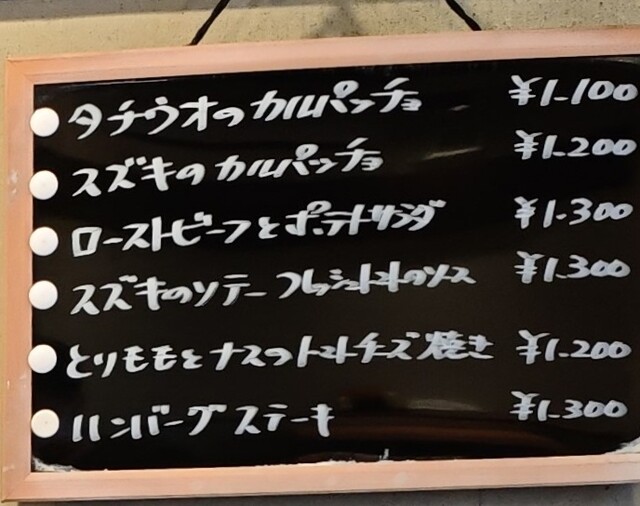 タチウオのカルパッチョ ¥1-100
スズキのカルパッチョ ¥1-200
ローストビーフとポテトサラダ ¥1-300
スズキのソテー フレッシュトマトのソース ¥1-300
とりモモとナスのトマトチーズ焼き ¥1-200
ハンバーグステーキ ¥1-300